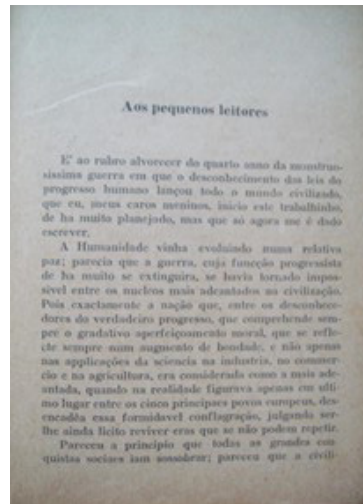 Aos pequenos leitores
E' ao rubro alvorecer do quarto anno da monstruo-
sissima guerra em que o desconhecimento das leis do
progresso humano lançou todo o mundo civilizado,
que eu, meus caros meninos, inicio este trabalhinho,
de ha muito planejado, mas que só agora me é dado
escrever.
A Humanidade vinha evoluindo numa relativa
paz; parecia que a guerra, cuja funcção progressista
de ha muito se extinguira, se havia tornado impos-
sivel entre os nucleos mais adeantados na civilização.
Pois exactamente a nação que, entre os desconhece-
dores do verdadeiro progresso, que comprehende sem-
pre o gradativo aperfeiçoamento moral, que se refle-
cte sempre num augmento de bondade, e não apenas
nas applicações da sciencia na industria, no commer-
cio e na agricultura, era considerada como a mais ade-
antada, quando na realidade figurava apenas em ulti-
mo lugar entre os cinco principaes povos europeus, des-
encadêa essa formidavel conflagração, julgando ser-
lhe ainda licito reviver eras que se não podem repetir.
Pareceu a principio que todas as grandes con-
quistas sociaes iam sossobrar; pareceu que a civili-